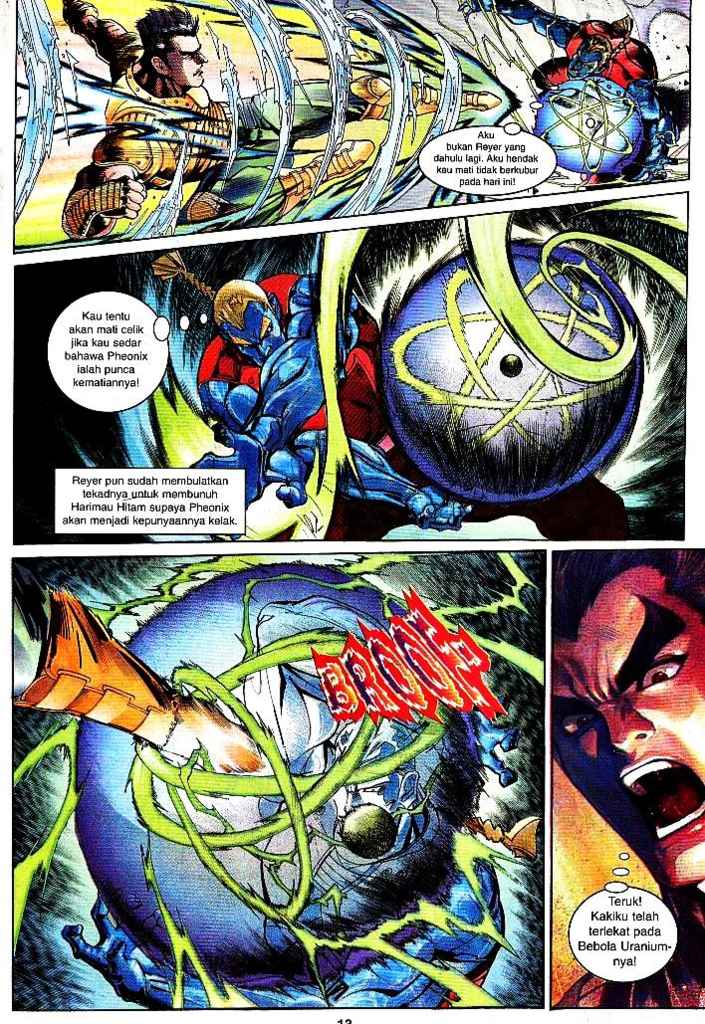 Aku
bukan Reyer yang
dahulu lagi. Aku hendak
kau mati tidak berkubur
pada hari ini!
Kau tentu
akan mati celik
jika kau sedar
bahawa Pheonix
ialah punca
kematiannya!
Reyer pun sudah membulatkan
tekadnya untuk membunuh
Harimau Hitam supaya Pheonix
akan menjadi kepunyaannya kelak.
BROOF
Teruk!
Kakiku telah
terlekat pada
Bebola Uranium-
nya!
13